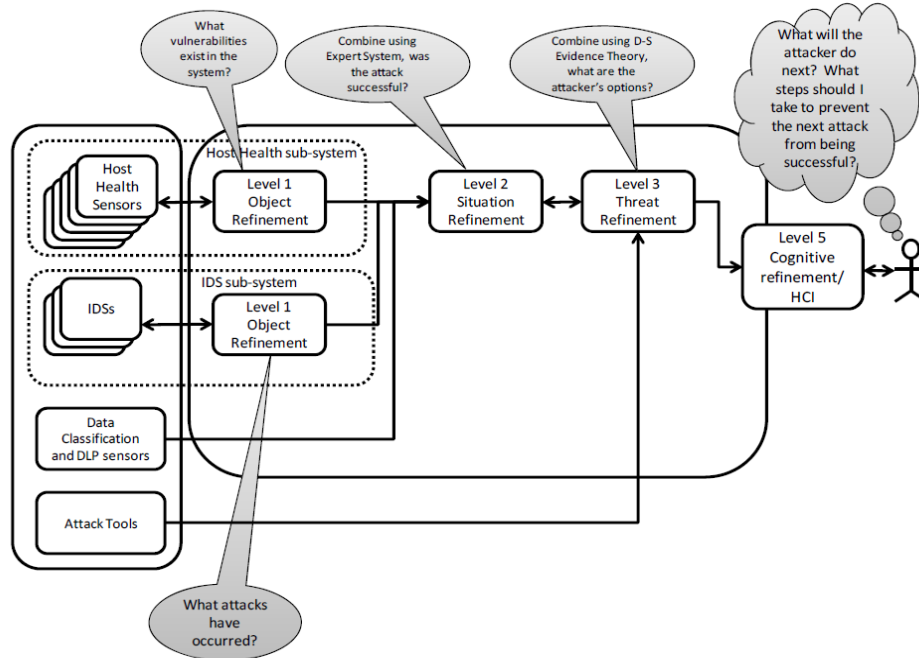 What
vulnerabilities
exist in the
system?
Combine using
Expert System, was
the attack
successful?
Combine using D-S
Evidence Theory,
what are the
attacker's options?
What will the
attacker do
next? What
steps should I
take to prevent
the next attack
from being
successful?
Host Health sub-system
Host
Health
Sensors
Level 1
Object
Refinement
Level 2
Situation
Refinement
Level 3
Threat
Refinement
Level 5
Cognitive
refinement/
HCI
IDS sub-system
IDSs
Level 1
Object
Refinement
Data
Classification
and DLP sensors
Attack Tools
What attacks
have
occurred?